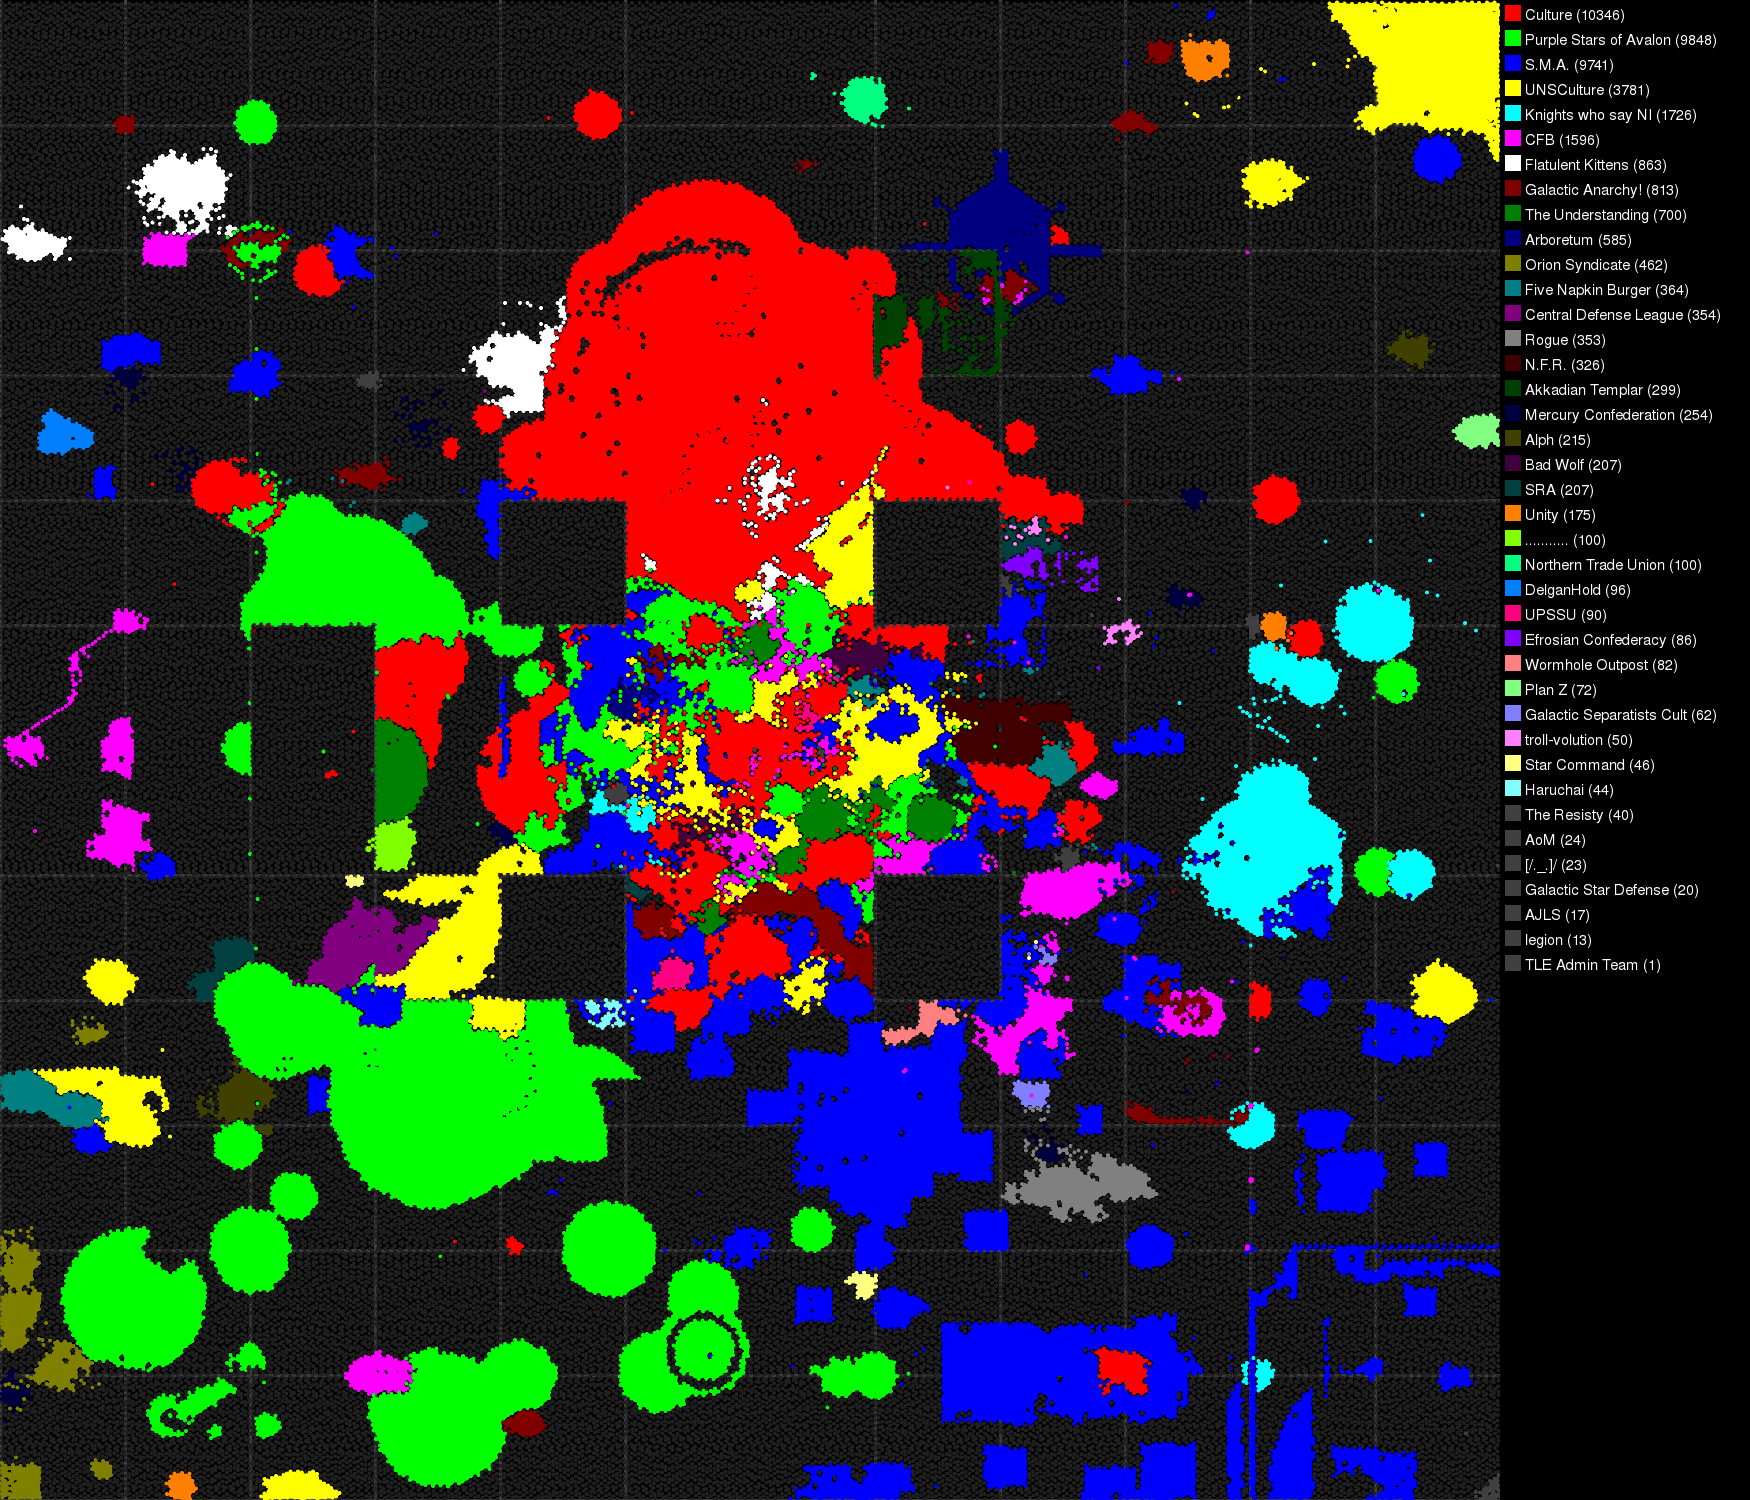 Culture (10346)
Purple Stars of Avalon (9848)
S.M.A. (9741)
UNSCulture (3781)
Knights who say NI (1726)
CFB (1596)
Flatulent Kittens (863)
Galactic Anarchy! (813)
The Understanding (700)
Arboretum (585)
Orion Syndicate (462)
Five Napkin Burger (364)
Central Defense League (354)
Rogue (353)
N.F.R. (326)
Akkadian Templar (299)
Mercury Confederation (254)
Alph (215)
Bad Wolf (207)
SRA (207)
Unity (175)
........... (100)
Northern Trade Union (100)
DelganHold (96)
UPSSU (90)
Efrosian Confederacy (86)
Wormhole Outpost (82)
Plan Z (72)
Galactic Separatists Cult (62)
troll-volution (50)
Star Command (46)
Haruchai (44)
The Resisty (40)
AoM (24)
[/._.]/ (23)
Galactic Star Defense (20)
AJLS (17)
legion (13)
TLE Admin Team (1)